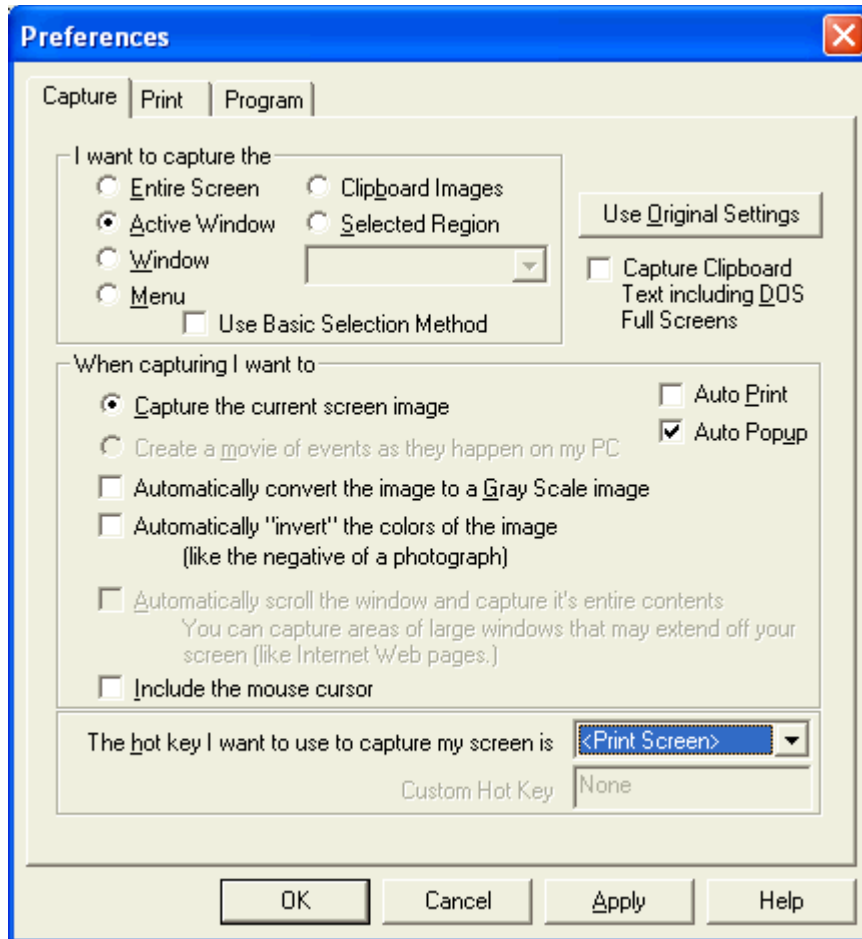 Preferences
Capture Print Program
I want to capture the
Entire Screen Clipboard Images
Active Window Selected Region
Window
Menu
Use Basic Selection Method
Use Original Settings
Capture Clipboard
Text including DOS
Full Screens
When capturing I want to
Capture the current screen image
Create a movie of events as they happen on my PC
Auto Print
Auto Popup
Automatically convert the image to a Gray Scale image
Automatically "invert" the colors of the image
(like the negative of a photograph)
Automatically scroll the window and capture it's entire contents
You can capture areas of large windows that may extend off your
screen (like Internet Web pages.)
Include the mouse cursor
The hot key I want to use to capture my screen is <Print Screen>
Custom Hot Key None
OK Cancel Apply Help